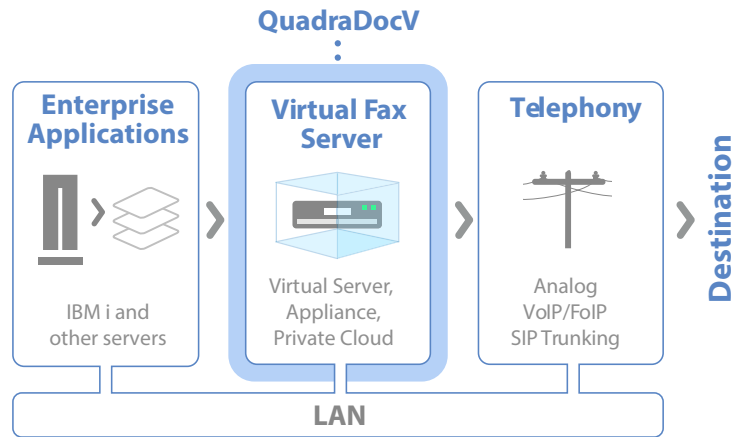 QuadraDocV
Enterprise
Applications
IBM i and
other servers
Virtual Fax
Server
Virtual Server,
Appliance,
Private Cloud
Telephony
Analog
VoIP/FoIP
SIP Trunking
Destination
LAN